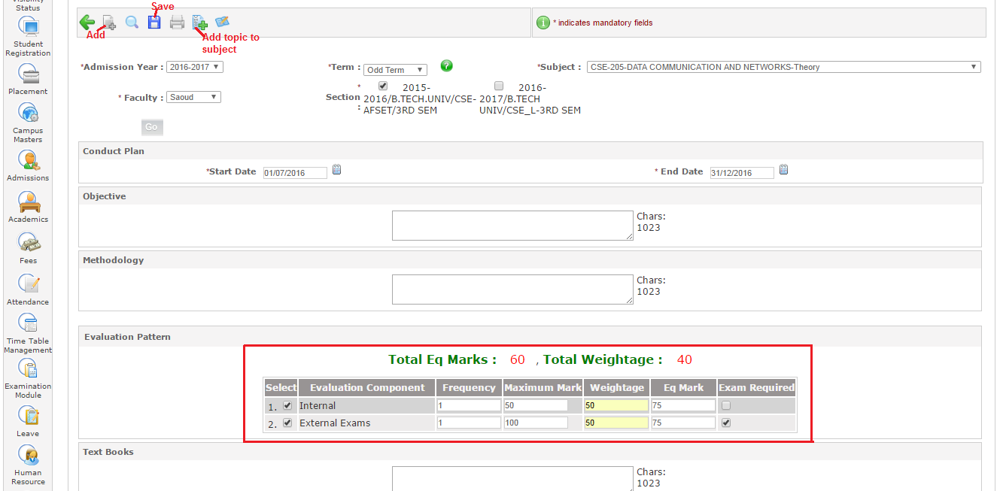 Visibility
Status
Student
Registration
Placement
Campus
Masters
Admissions
Academics
Fees
Attendance
Time Table
Management
Examination
Module
Leave
Human
Resource
Save
Add
Add topic to
subject
i * indicates mandatory fields
*Admission Year : 2016-2017
*Term : Odd Term ?
*Subject : CSE-205-DATA COMMUNICATION AND NETWORKS-Theory
* Faculty : Saoud
* Section :
2015-
2016/B.TECH.UNIV/CSE-
AFSET/3RD SEM
2016-
2017/B.TECH
UNIV/CSE_L-3RD SEM
Go
Conduct Plan
*Start Date 01/07/2016 * End Date 31/12/2016
Objective
Chars:
1023
Methodology
Chars:
1023
Evaluation Pattern
Total Eq Marks : 60 , Total Weightage : 40
Select Evaluation Component Frequency Maximum Mark Weightage Eq Mark Exam Required
1. Internal 1 50 50 75
2. External Exams 1 100 50 75
Text Books
Chars:
1023